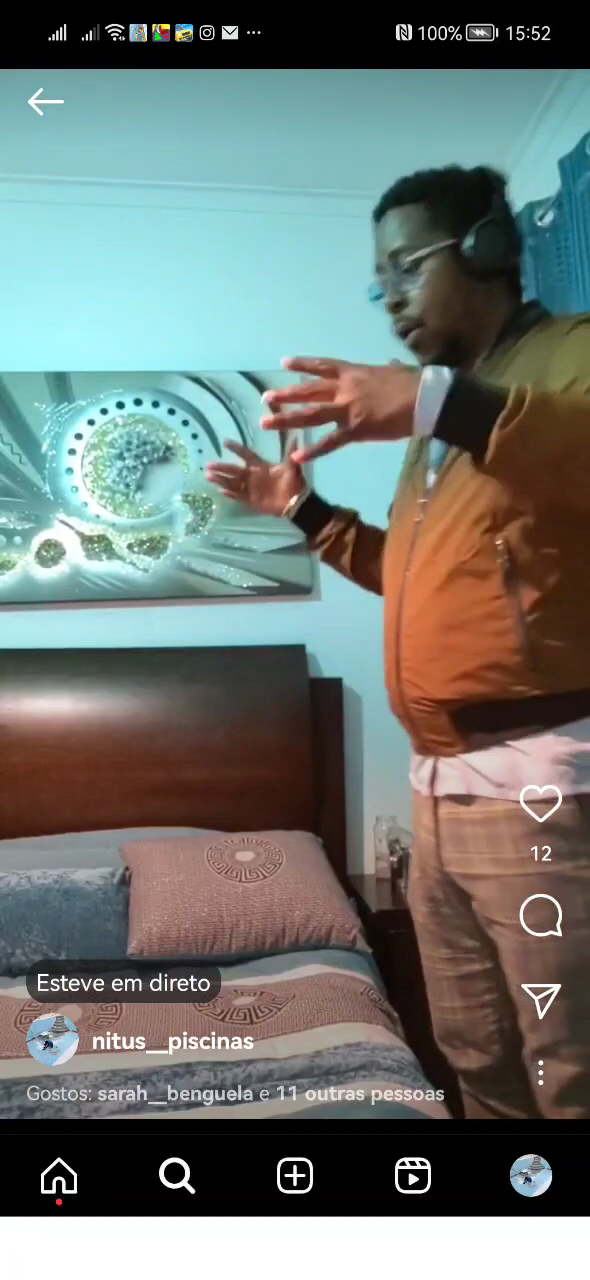 100% 15:52
12
Esteve em direto
nitus__piscinas
Gostos: sarah__benguela e 11 outras pessoas